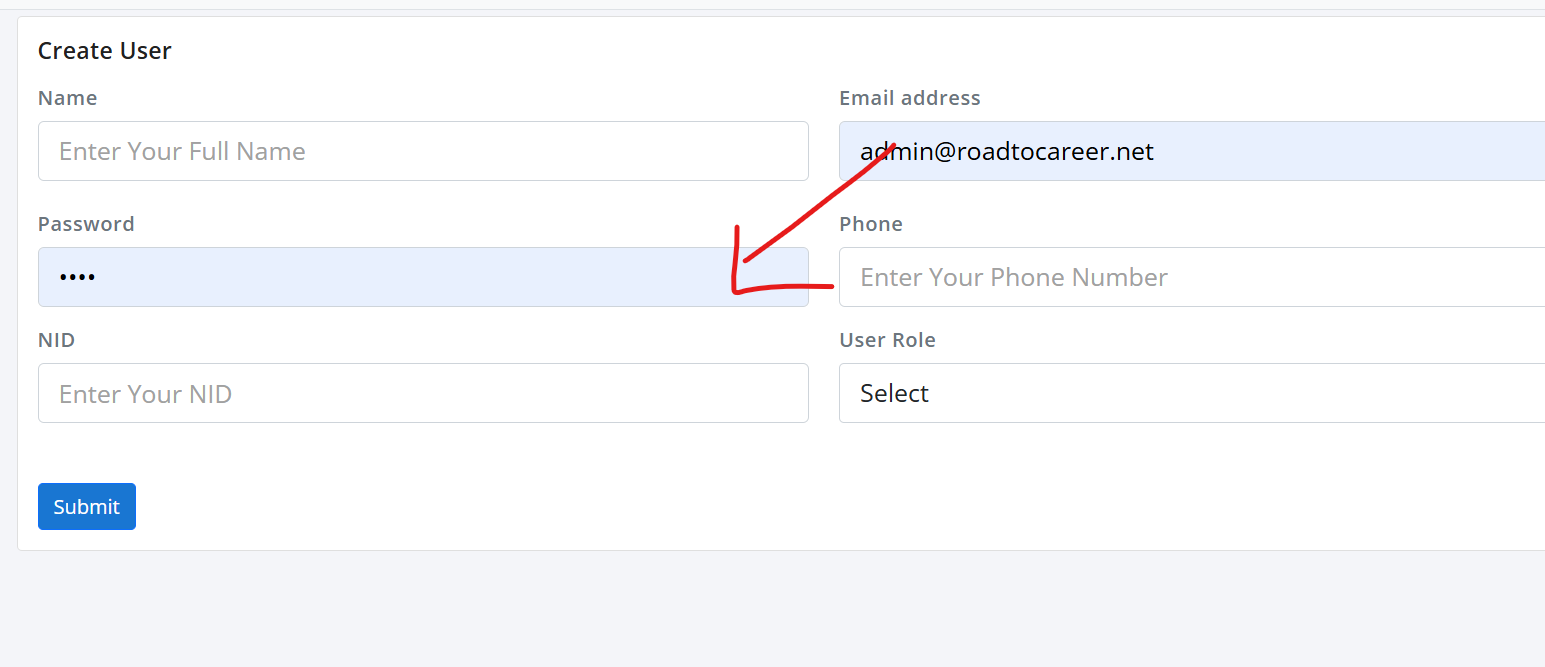 Create User
Name
Email address
Enter Your Full Name
admin@roadtocareer.net
Password
Phone
••••
Enter Your Phone Number
NID
User Role
Enter Your NID
Select
Submit